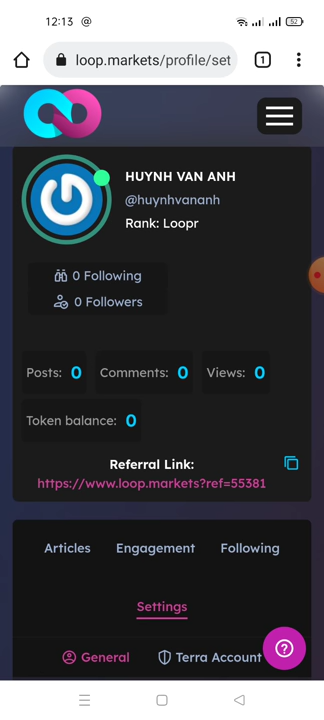 12:13 @
52
loop.markets/profile/set
1
HUYNH VAN ANH
@huynhvananh
Rank: Loopr
0 Following
0 Followers
Posts: 0 Comments: 0 Views: 0
Token balance: 0
Referral Link:
https://www.loop.markets?ref=55381
Articles Engagement Following
Settings
General Terra Account